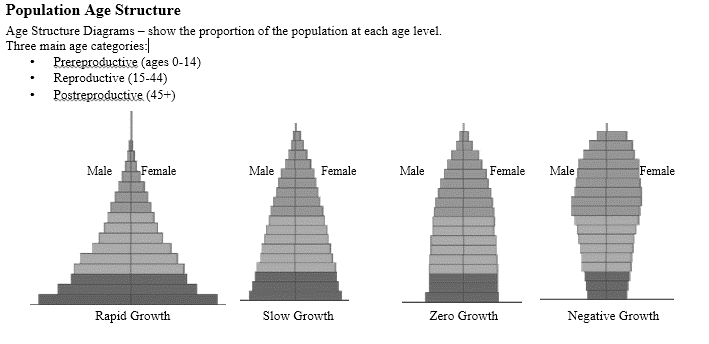 Population Age Structure
Age Structure Diagrams – show the proportion of the population at each age level.
Three main age categories:
• Prereproductive (ages 0-14)
• Reproductive (15-44)
• Postreproductive (45+)
Male Female Male Female Male Female Male Female
Rapid Growth Slow Growth Zero Growth Negative Growth